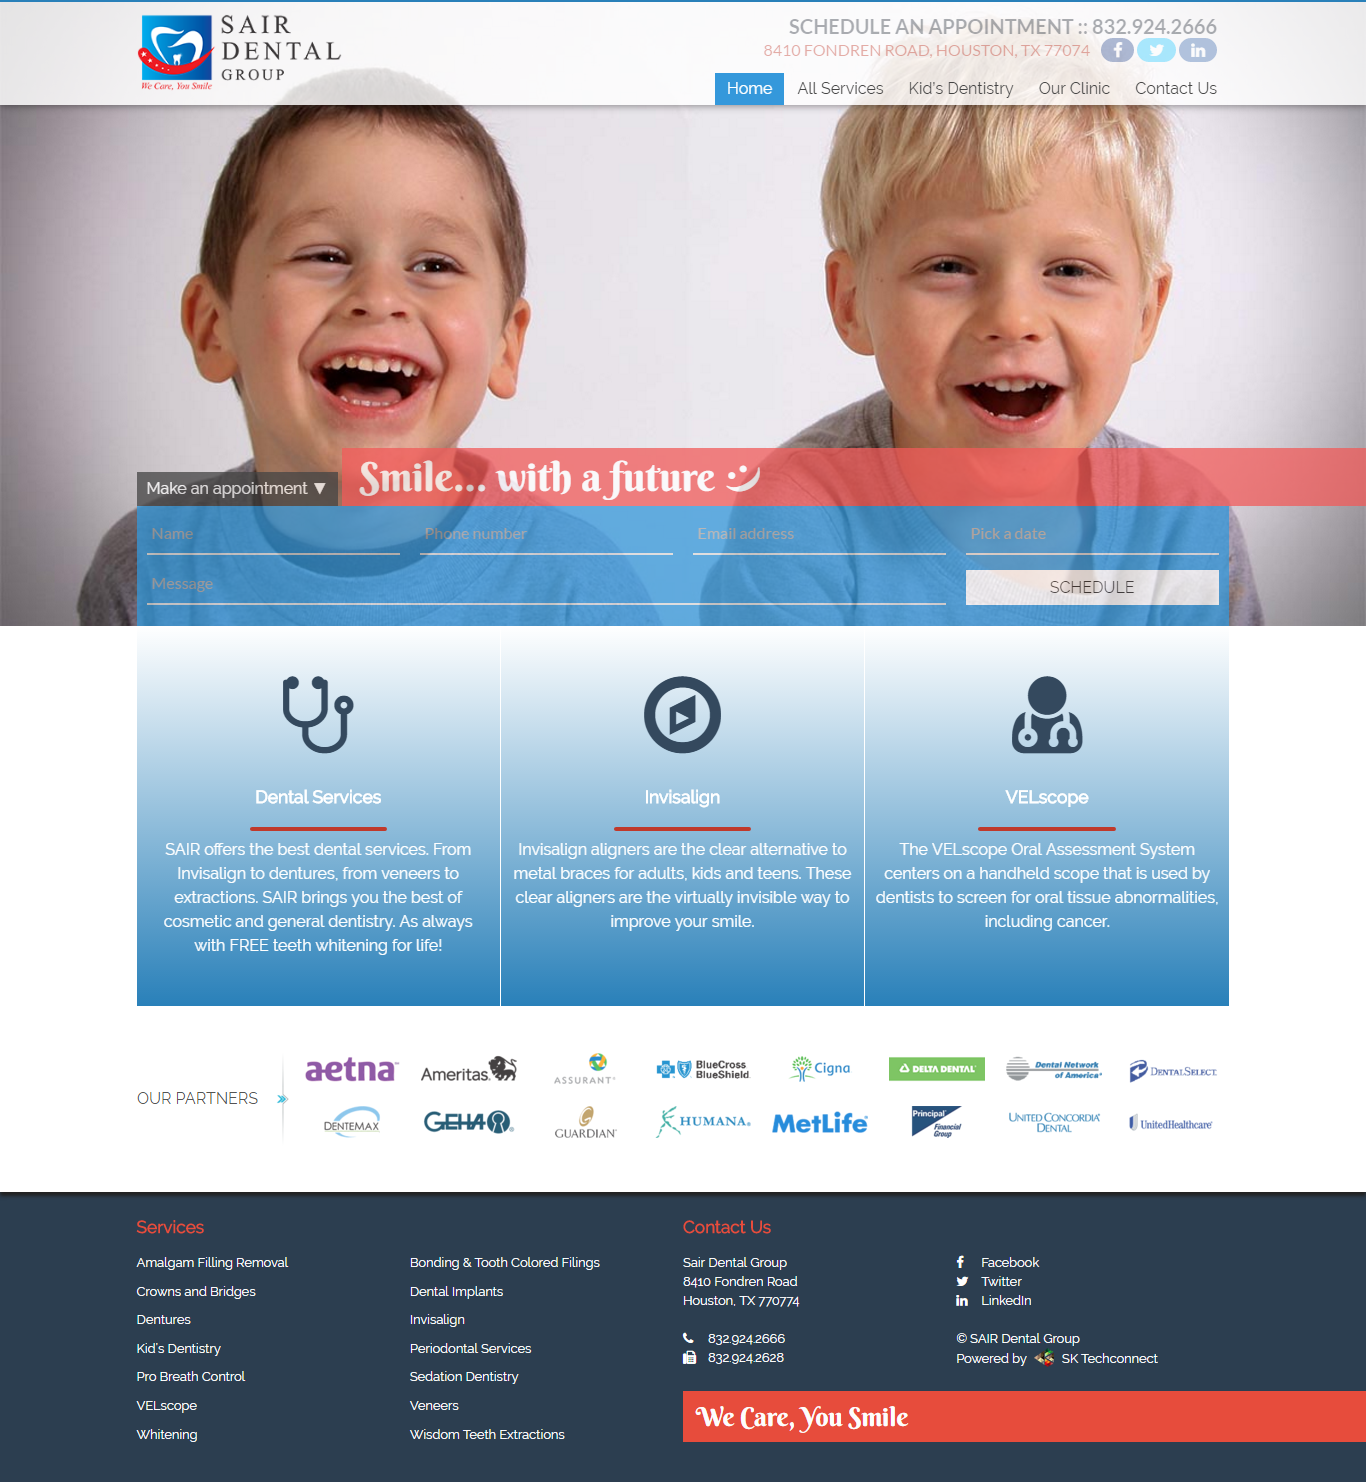 SAIR
DENTAL
GROUP
We Care, You Smile
SCHEDULE AN APPOINTMENT :: 832.924.2666
8410 FONDREN ROAD, HOUSTON, TX 77074
Home
All Services
Kid's Dentistry
Our Clinic
Contact Us
Smile... with a future
Make an appointment ▼
Name
Phone number
Email address
Pick a date
Message
SCHEDULE
Dental Services
SAIR offers the best dental services. From
Invisalign to dentures, from veneers to
extractions. SAIR brings you the best of
cosmetic and general dentistry. As always
with FREE teeth whitening for life!
Invisalign
Invisalign aligners are the clear alternative to
metal braces for adults, kids and teens. These
clear aligners are the virtually invisible way to
improve your smile.
VELscope
The VELscope Oral Assessment System
centers on a handheld scope that is used by
dentists to screen for oral tissue abnormalities,
including cancer.
OUR PARTNERS
aetna™
Ameritas
ASSURANT
BlueCross
BlueShield
Cigna
DELTA DENTAL
Dental Network
of America
DENTALSELECT
DENTEMAX
GEHA
GUARDIAN
HUMANA
MetLife
Principal
Financial
Group
UNITED CONCORDIA
DENTAL
UnitedHealthcare
Services
Amalgam Filling Removal
Crowns and Bridges
Dentures
Kid's Dentistry
Pro Breath Control
VELscope
Whitening
Bonding & Tooth Colored Filings
Dental Implants
Invisalign
Periodontal Services
Sedation Dentistry
Veneers
Wisdom Teeth Extractions
Contact Us
Sair Dental Group
8410 Fondren Road
Houston, TX 770774
832.924.2666
832.924.2628
Facebook
Twitter
LinkedIn
© SAIR Dental Group
Powered by SK Techconnect
We Care, You Smile